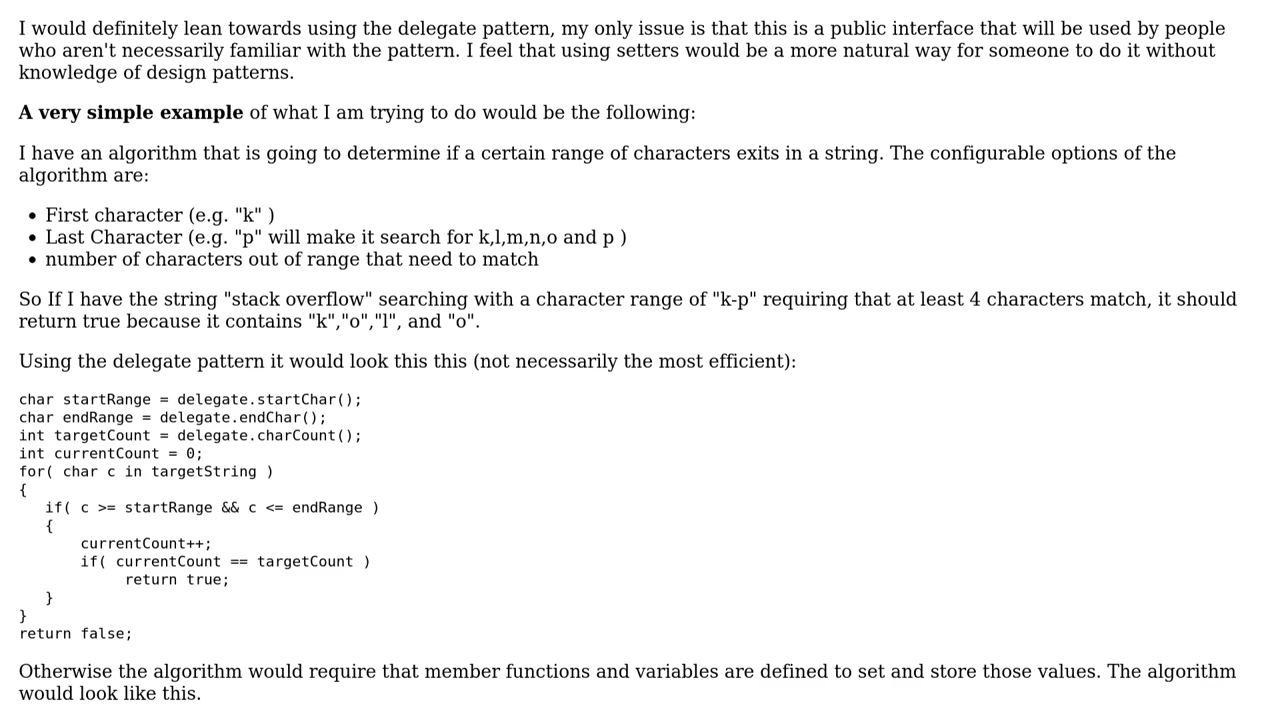 I would definitely lean towards using the delegate pattern, my only issue is that this is a public interface that will be used by people
who aren't necessarily familiar with the pattern. I feel that using setters would be a more natural way for someone to do it without
knowledge of design patterns.
A very simple example of what I am trying to do would be the following:
I have an algorithm that is going to determine if a certain range of characters exits in a string. The configurable options of the
algorithm are:
• First character (e.g. "k" )
• Last Character (e.g. "p" will make it search for k,l,m,n,o and p )
• number of characters out of range that need to match
So If I have the string "stack overflow" searching with a character range of "k-p" requiring that at least 4 characters match, it should
return true because it contains "k","o","l", and "o".
Using the delegate pattern it would look this this (not necessarily the most efficient):
char startRange = delegate.startChar();
char endRange = delegate.endChar();
int targetCount = delegate.charCount();
int currentCount = 0;
for( char c in targetString )
{
   if( c >= startRange && c <= endRange )
   {
       currentCount++;
       if( currentCount == targetCount )
            return true;
   }
}
return false;
Otherwise the algorithm would require that member functions and variables are defined to set and store those values. The algorithm
would look like this.